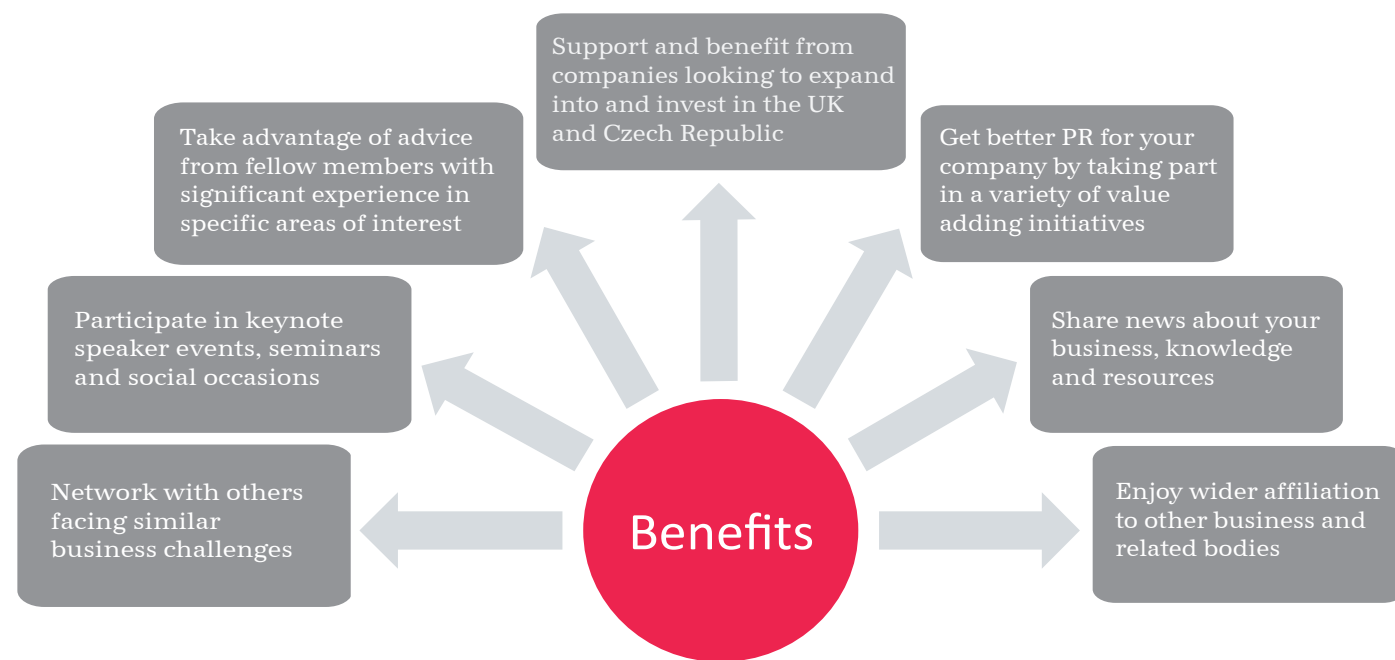 Support and benefit from
companies looking to expand
into and invest in the UK
and Czech Republic
Take advantage of advice
from fellow members with
significant experience in
specific areas of interest
Get better PR for your
company by taking part
in a variety of value
adding initiatives
Participate in keynote
speaker events, seminars
and social occasions
Share news about your
business, knowledge
and resources
Network with others
facing similar
business challenges
Enjoy wider affiliation
to other business and
related bodies
Benefits